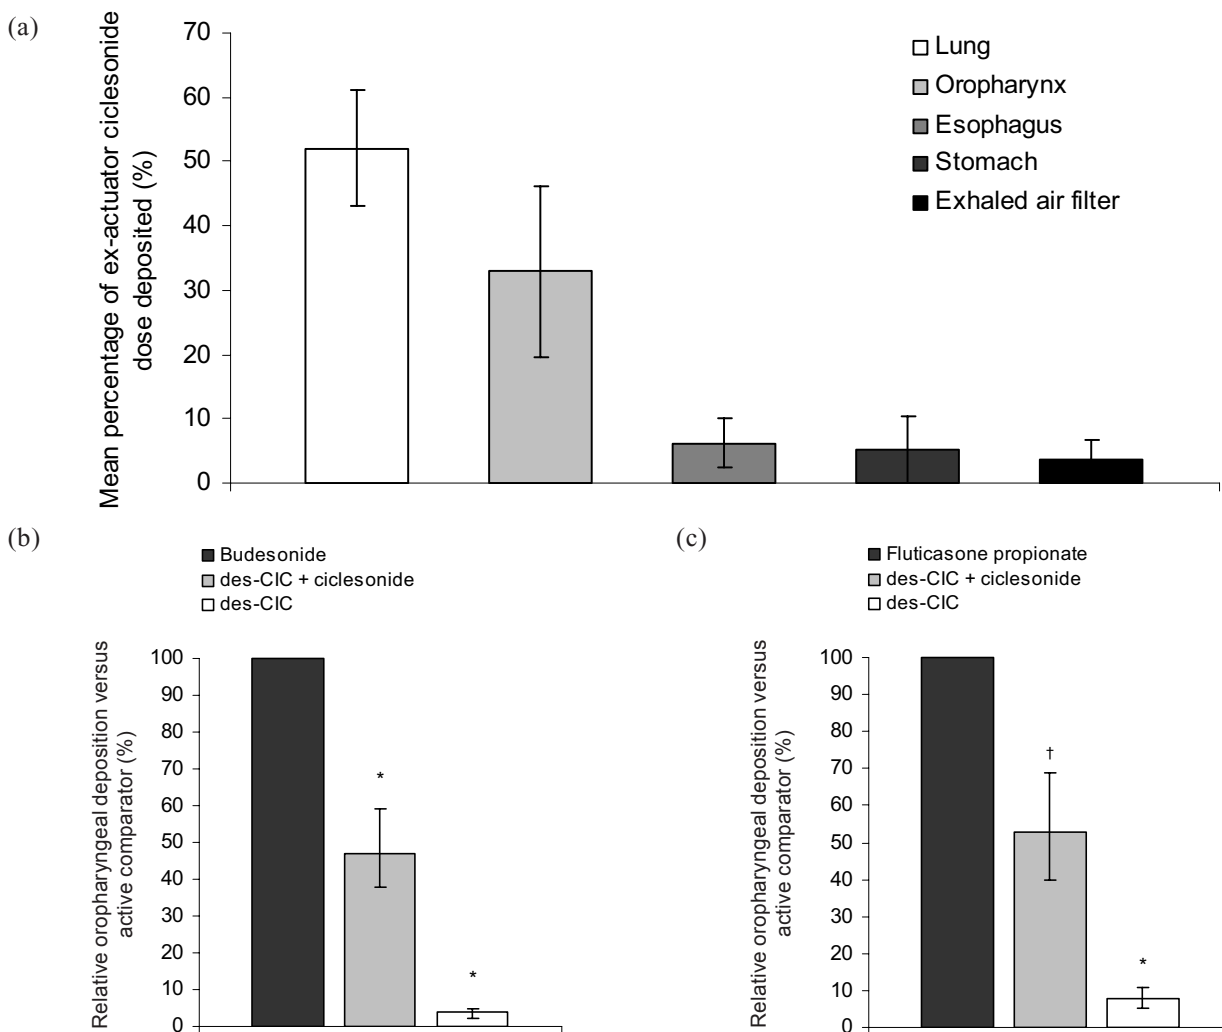 (a)
Mean percentage of ex-actuator ciclesonide
dose deposited (%)
70
60
50
40
30
20
10
0
Lung
Oropharynx
Esophagus
Stomach
Exhaled air filter
(b)
Budesonide
des-CIC + ciclesonide
des-CIC
Relative oropharyngeal deposition versus
active comparator (%)
100
90
80
70
60
50
40
30
20
10
0
*
*
(c)
Fluticasone propionate
des-CIC + ciclesonide
des-CIC
Relative oropharyngeal deposition versus
active comparator (%)
100
90
80
70
60
50
40
30
20
10
0
†
*